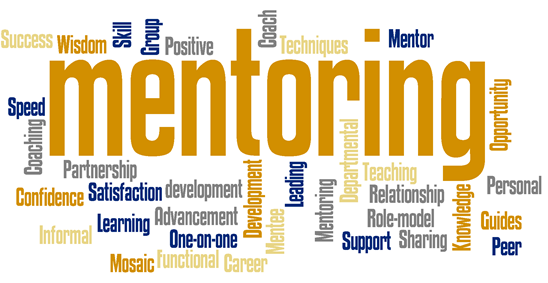 Success
Wisdom
Skill
Group
Positive
Coach
Techniques
Mentor
mentoring
Speed
Coaching
Opportunity
Partnership
Departmental
Teaching
Confidence
Satisfaction
development
Development
Leading
Mentoring
Relationship
Personal
Informal
Learning
Advancement
Mentee
Role-model
Knowledge
Guides
One-on-one
Support
Sharing
Peer
Mosaic
Functional
Career